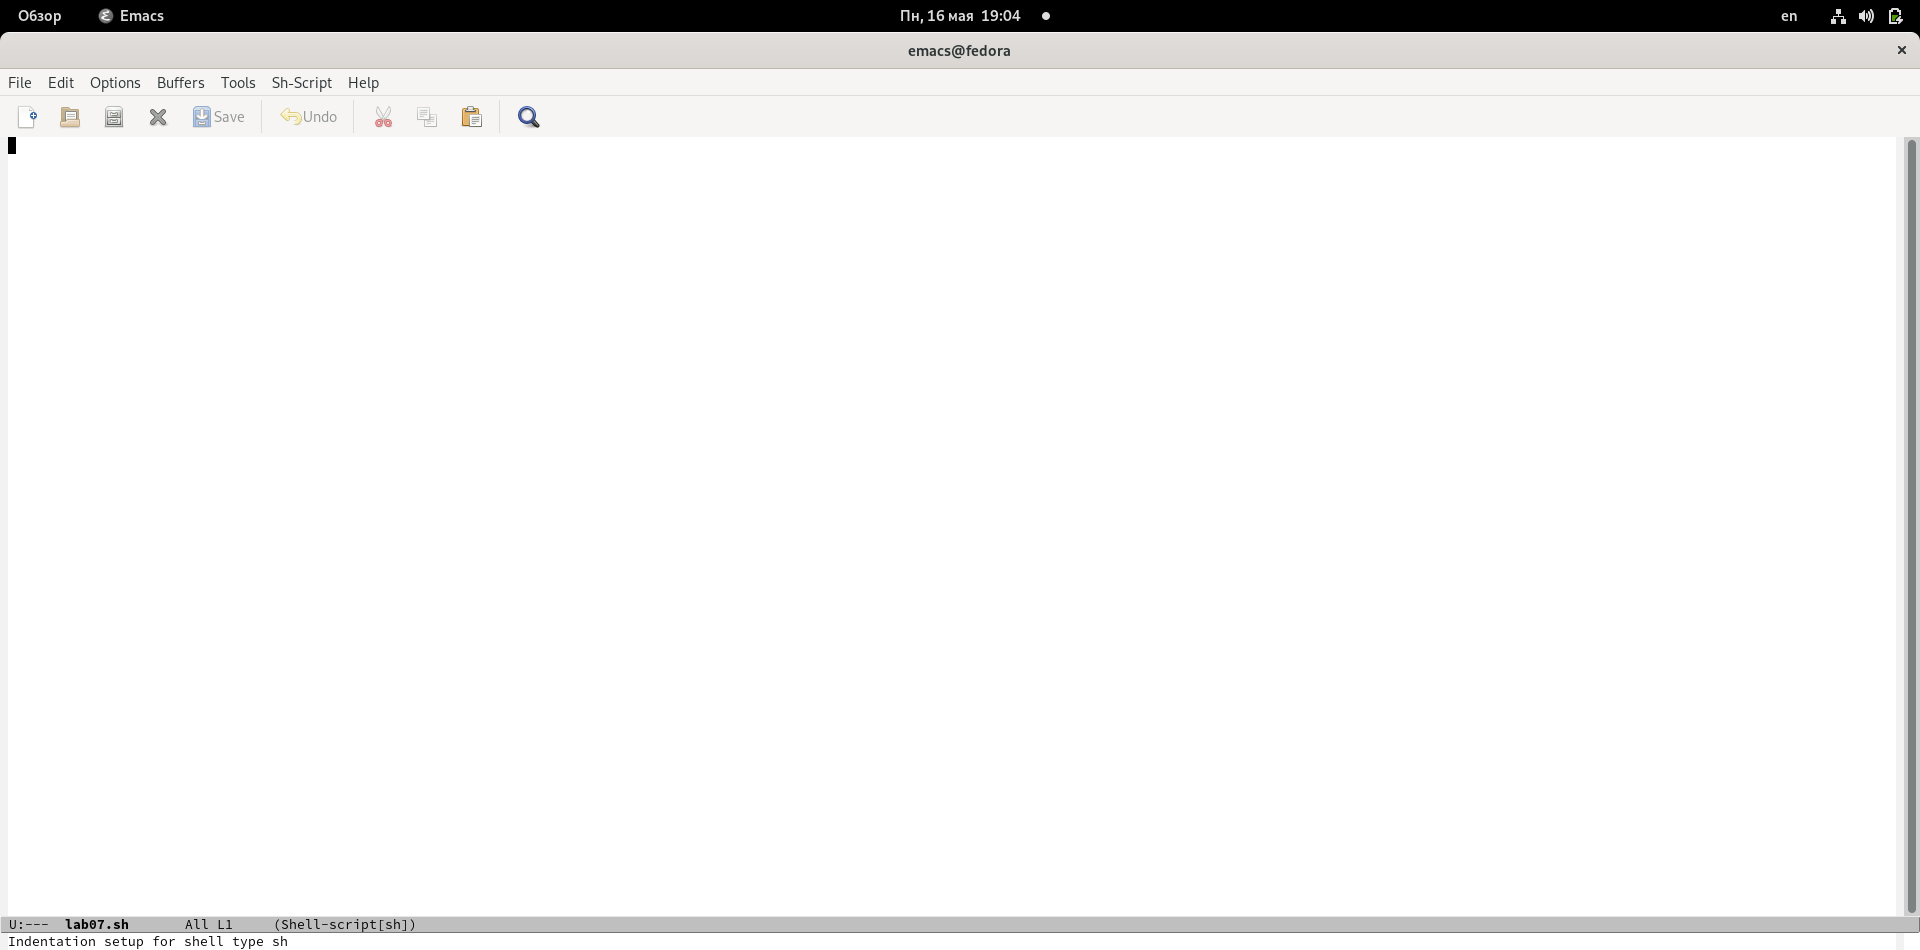 Обзор Emacs Пн, 16 мая 19:04 en
emacs@fedora
File Edit Options Buffers Tools Sh-Script Help
Save Undo
U:--- lab07.sh All L1 (Shell-script[sh])
Indentation setup for shell type sh